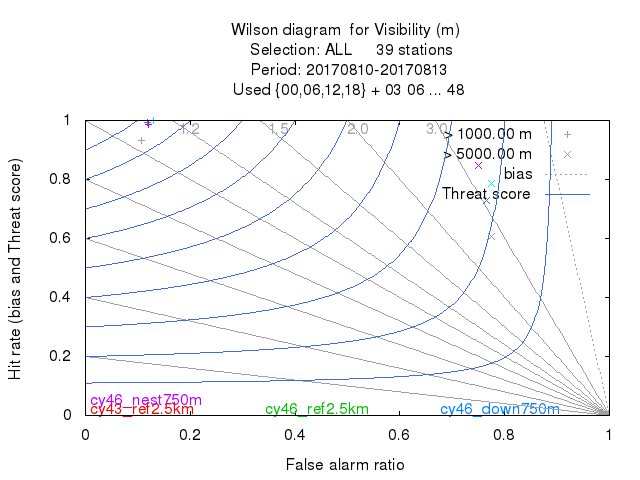 Wilson diagram for Visibility (m)
Selection: ALL 39 stations
Period: 20170810-20170813
Used {00,06,12,18} + 03 06 ... 48
1.2 1.5 2.0 3.0
> 1000.00 m
> 5000.00 m
bias
Threat score
Hit rate (bias and Threat score)
1
0.8
0.6
0.4
0.2
0
cy46_nest750m
cy43_ref2.5km cy46_ref2.5km cy46_down750m
0 0.2 0.4 0.6 0.8 1
False alarm ratio